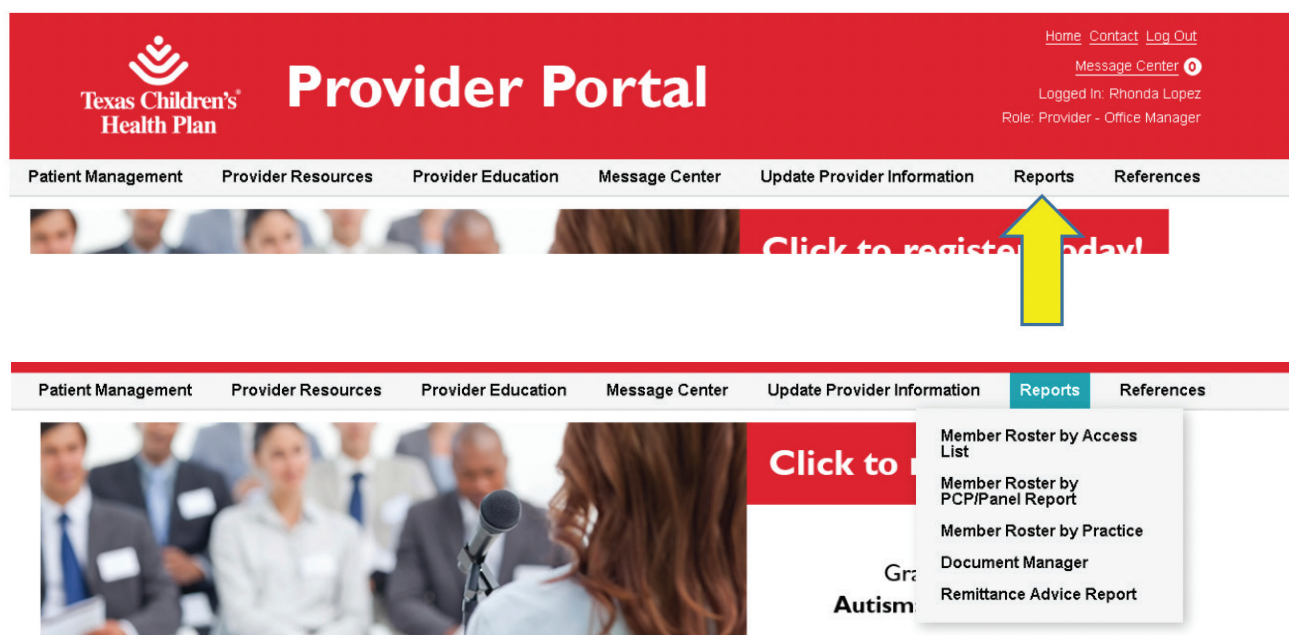 Home Contact Log Out
Message Center 0
Logged In: Rhonda Lopez
Role: Provider - Office Manager
Texas Children's®
Health Plan
Provider Portal
Patient Management Provider Resources Provider Education Message Center Update Provider Information Reports References
Click to register today!
Patient Management Provider Resources Provider Education Message Center Update Provider Information Reports References
Click to
Member Roster by Access
List
Member Roster by
PCP/Panel Report
Member Roster by Practice
Document Manager
Remittance Advice Report
Gra
Autism